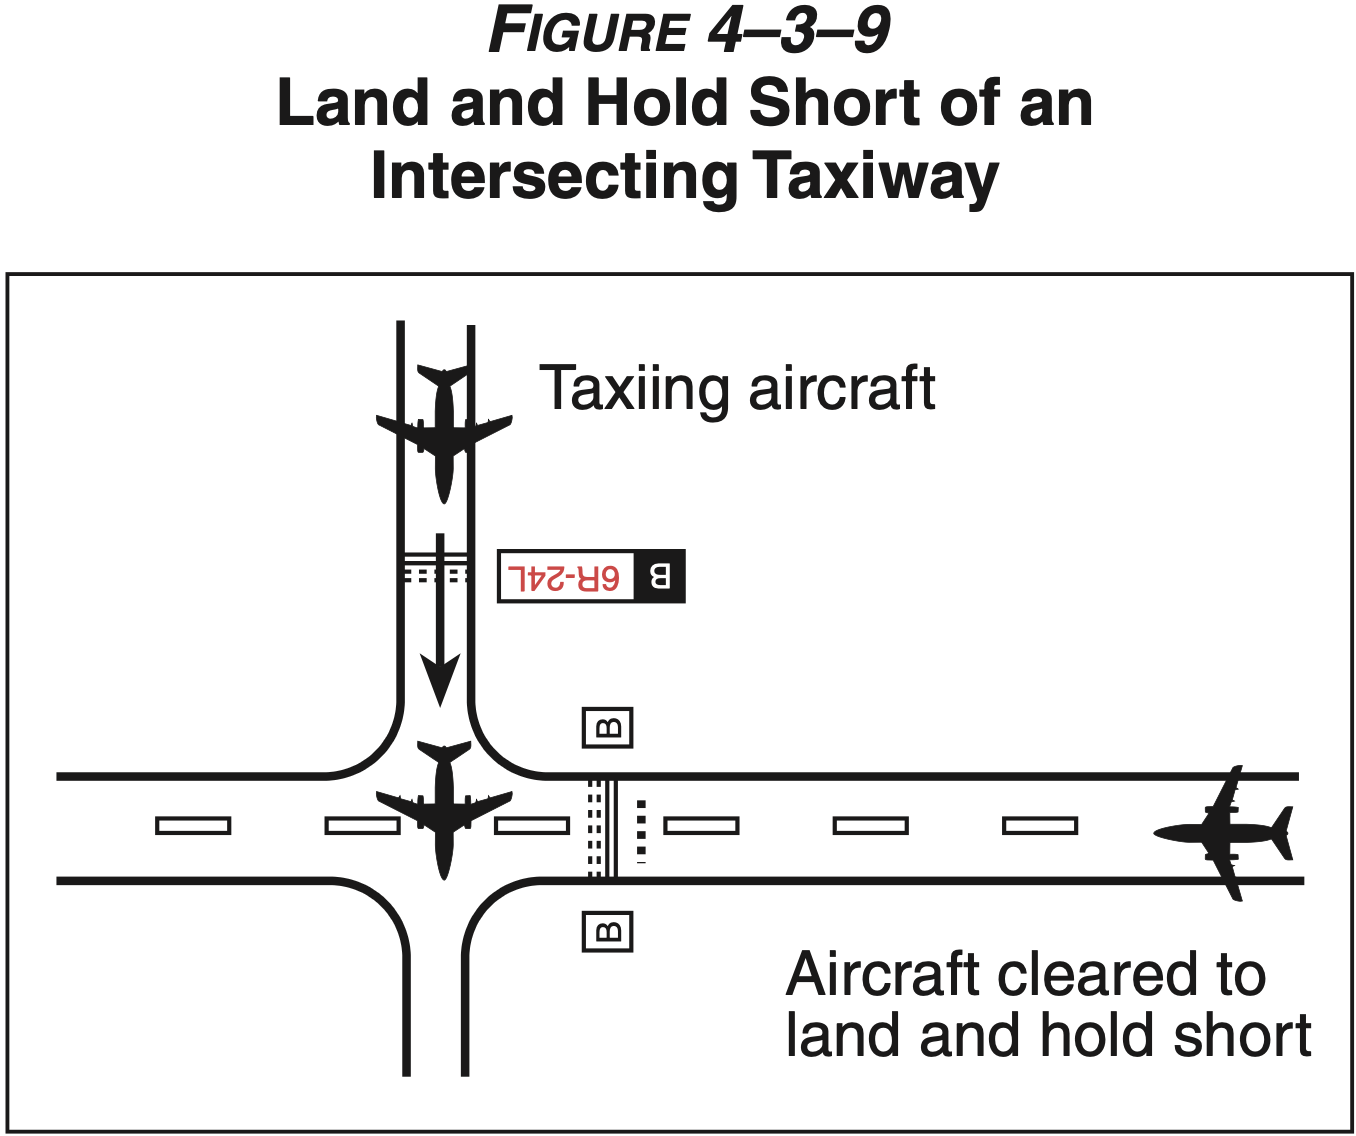 FIGURE 4–3–9
Land and Hold Short of an
Intersecting Taxiway
Taxiing aircraft
6R-24L B
B
B
Aircraft cleared to
land and hold short